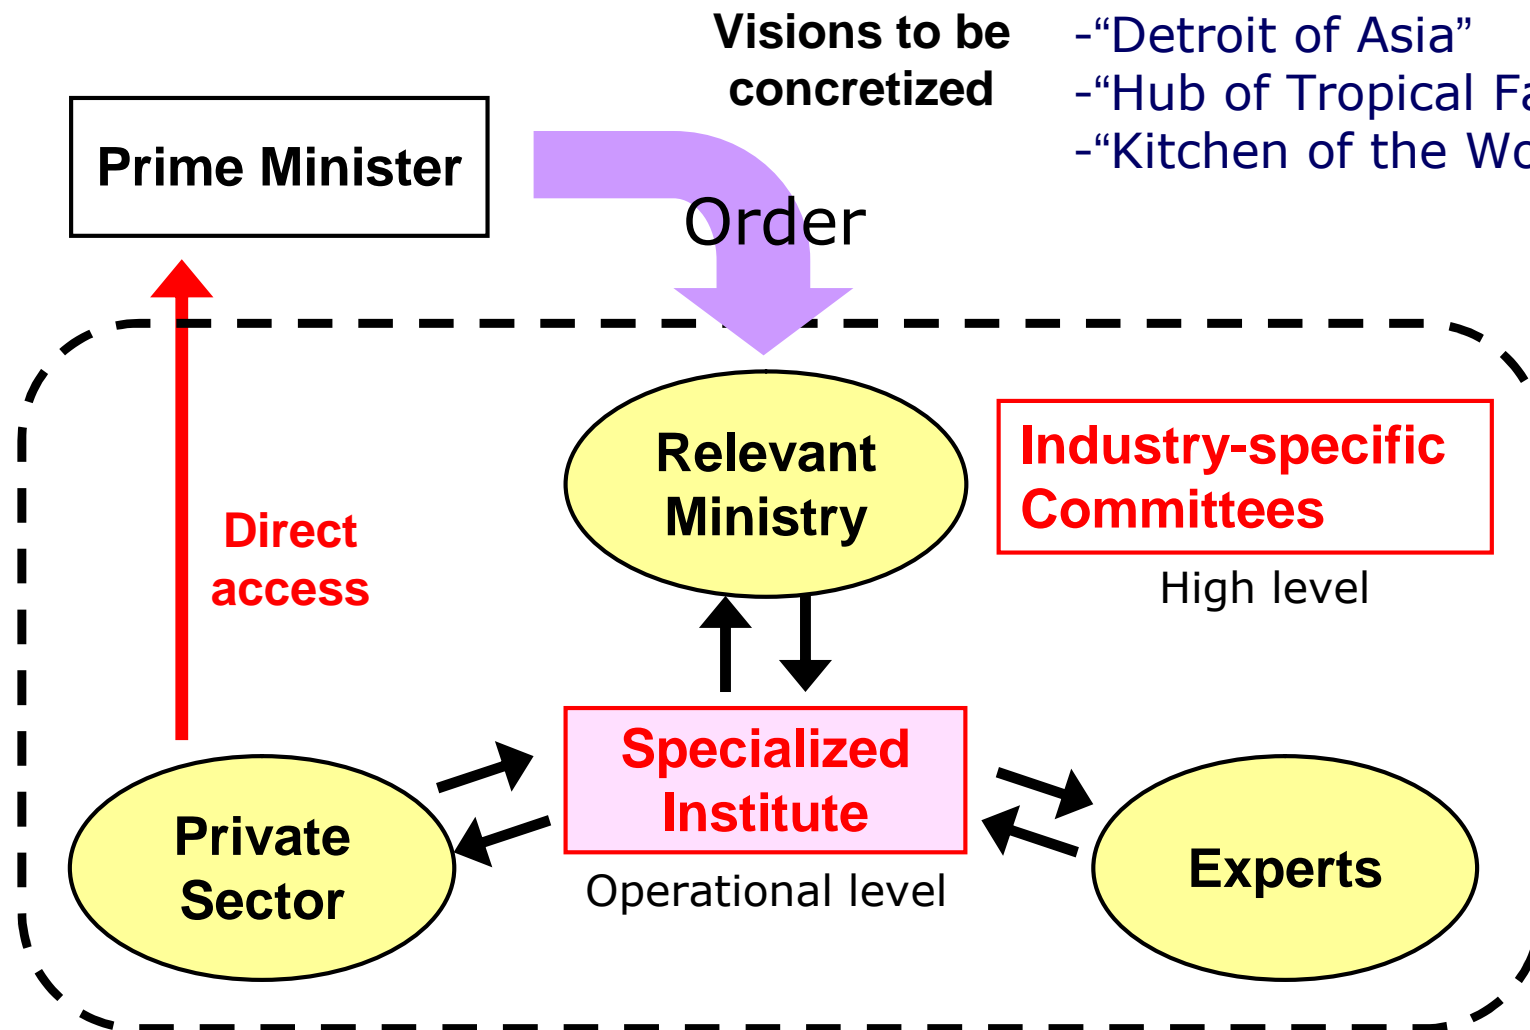 Visions to be
concretized
-“Detroit of Asia”
-“Hub of Tropical
-“Kitchen of the
Prime Minister
Order
Relevant
Ministry
Industry-specific
Committees
High level
Direct
access
Specialized
Institute
Operational level
Private
Sector
Experts